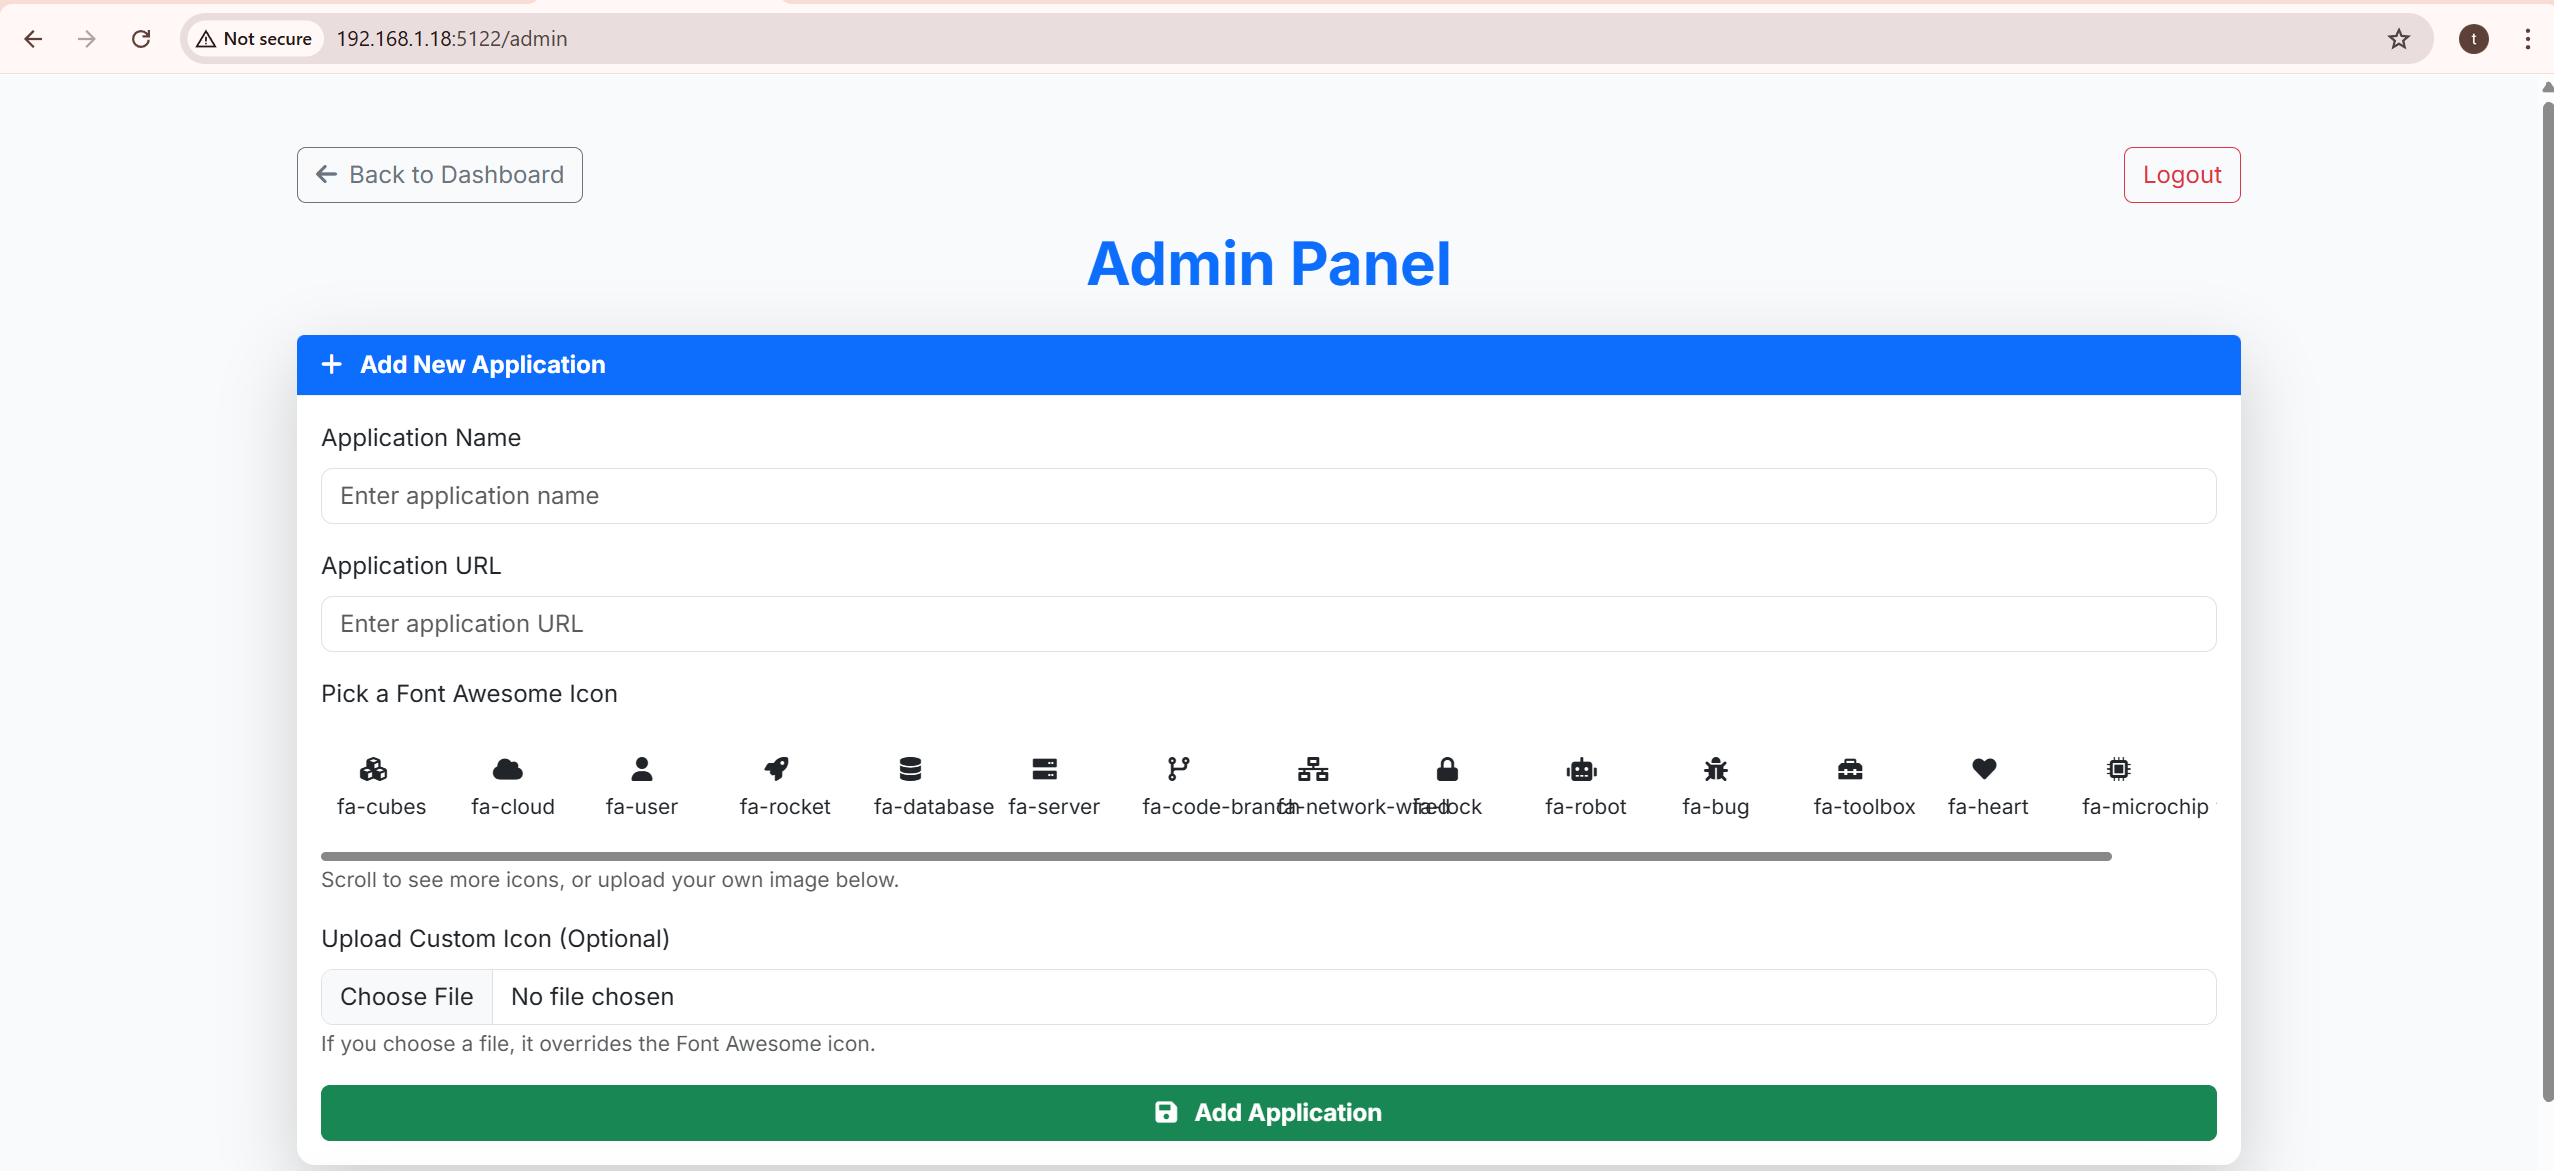 Not secure 192.168.1.18:5122/admin t
Back to Dashboard Logout
Admin Panel
Add New Application
Application Name
Enter application name
Application URL
Enter application URL
Pick a Font Awesome Icon
fa-cubes fa-cloud fa-user fa-rocket fa-database fa-server fa-code-branch fa-network-wired fa-lock fa-robot fa-bug fa-toolbox fa-heart fa-microchip
Scroll to see more icons, or upload your own image below.
Upload Custom Icon (Optional)
Choose File No file chosen
If you choose a file, it overrides the Font Awesome icon.
Add Application